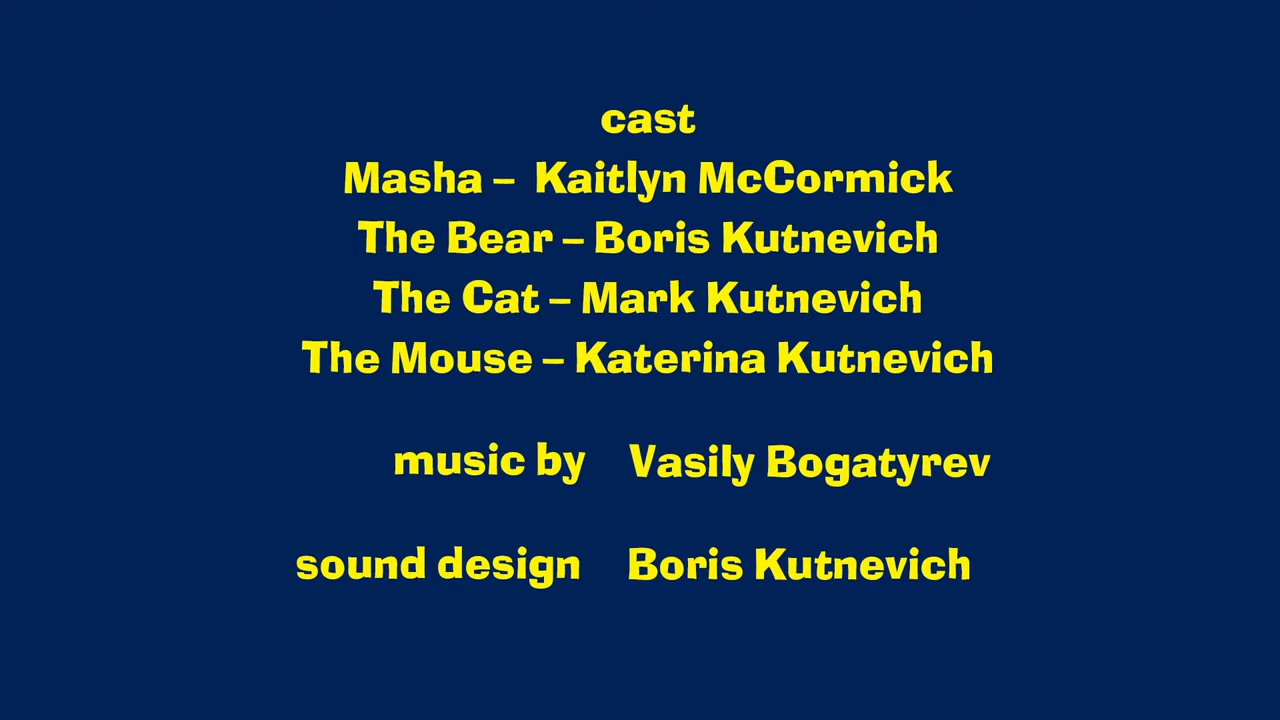 cast
Masha – Kaitlyn McCormick
The Bear – Boris Kutnevich
The Cat – Mark Kutnevich
The Mouse – Katerina Kutnevich
music by Vasily Bogatyrev
sound design Boris Kutnevich